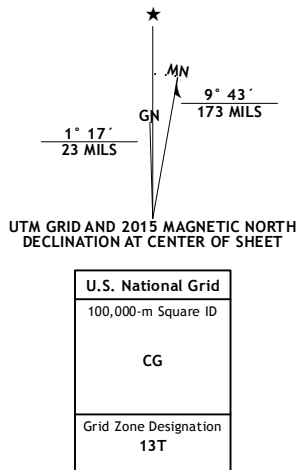 ★
MN
GN
9° 43´
173 MILS
1° 17´
23 MILS
UTM GRID AND 2015 MAGNETIC NORTH
DECLINATION AT CENTER OF SHEET
U.S. National Grid
100,000-m Square ID
CG
Grid Zone Designation
13T